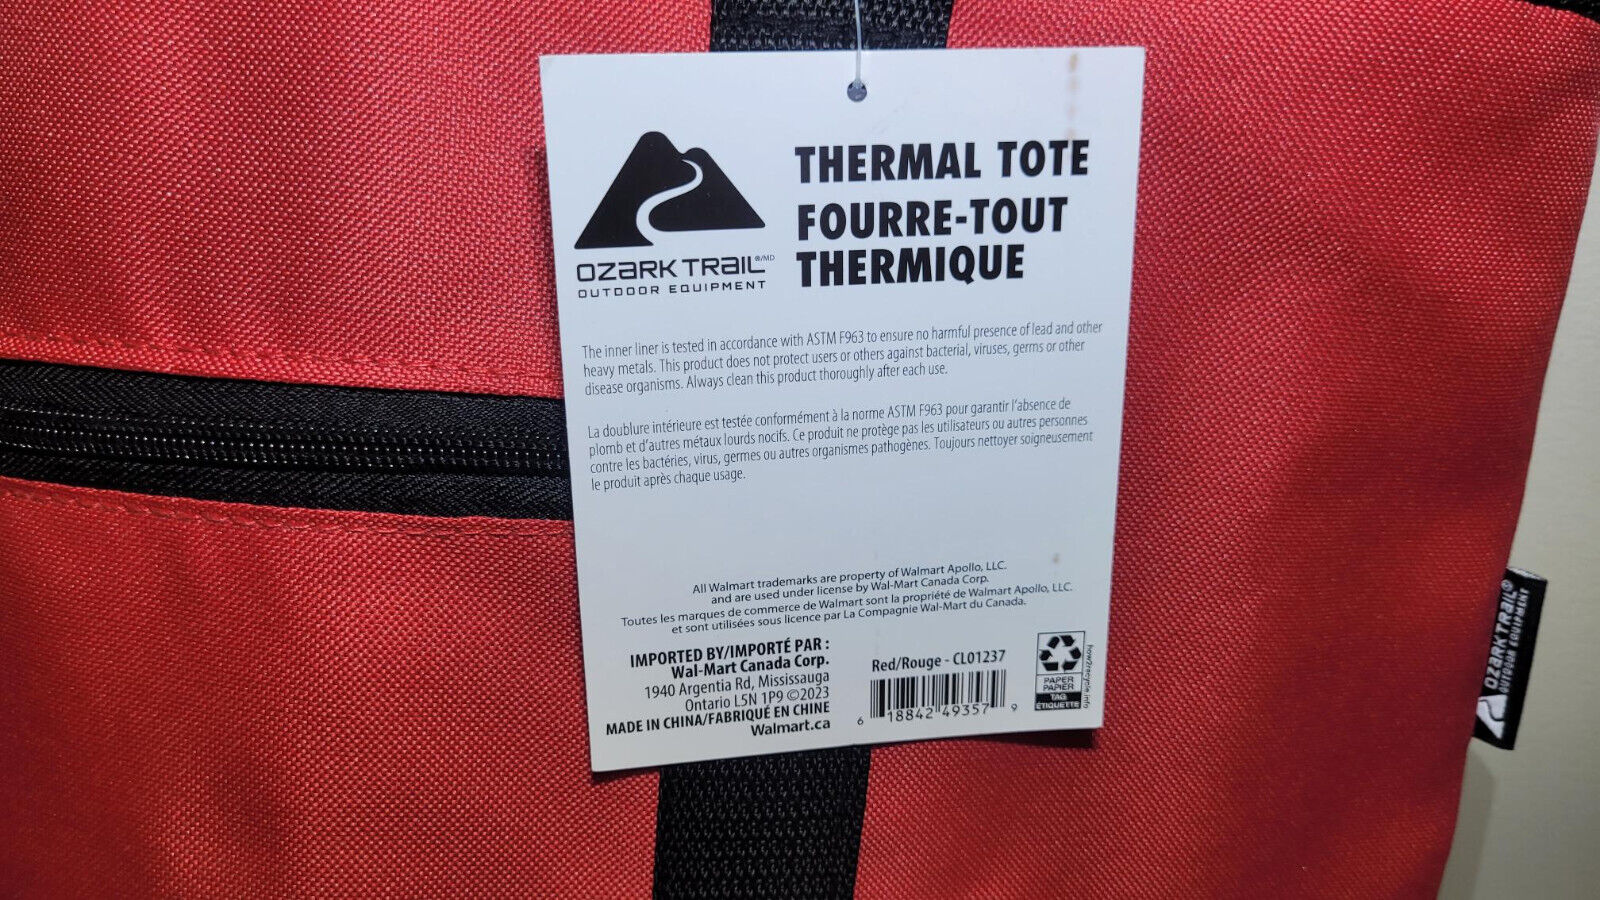 OZARK TRAIL®/MD
OUTDOOR EQUIPMENT
THERMAL TOTE
FOURRE-TOUT
THERMIQUE
The inner liner is tested in accordance with ASTM F963 to ensure no harmful presence of lead and other
heavy metals. This product does not protect users or others against bacterial, viruses, germs or other
disease organisms. Always clean this product thoroughly after each use.
La doublure intérieure est testée conformément à la norme ASTM F963 pour garantir l'absence de
plomb et d'autres métaux lourds nocifs. Ce produit ne protège pas les utilisateurs ou autres personnes
contre les bactéries, virus, germes ou autres organismes pathogènes. Toujours nettoyer soigneusement
le produit après chaque usage.
All Walmart trademarks are property of Walmart Apollo, LLC.
and are used under license by Wal-Mart Canada Corp.
Toutes les marques de commerce de Walmart sont la propriété de Walmart Apollo, LLC.
et sont utilisées sous licence par La Compagnie Wal-Mart du Canada.
IMPORTED BY/IMPORTÉ PAR :
Wal-Mart Canada Corp.
1940 Argentia Rd, Mississauga
Ontario L5N 1P9 ©2023
MADE IN CHINA/FABRIQUÉ EN CHINE
Walmart.ca
Red/Rouge - CL01237
6 18842 49357 9
PAPER
PAPIER
TAG
ÉTIQUETTE
how2recycle.info
OZARK TRAIL®
OUTDOOR EQUIPMENT